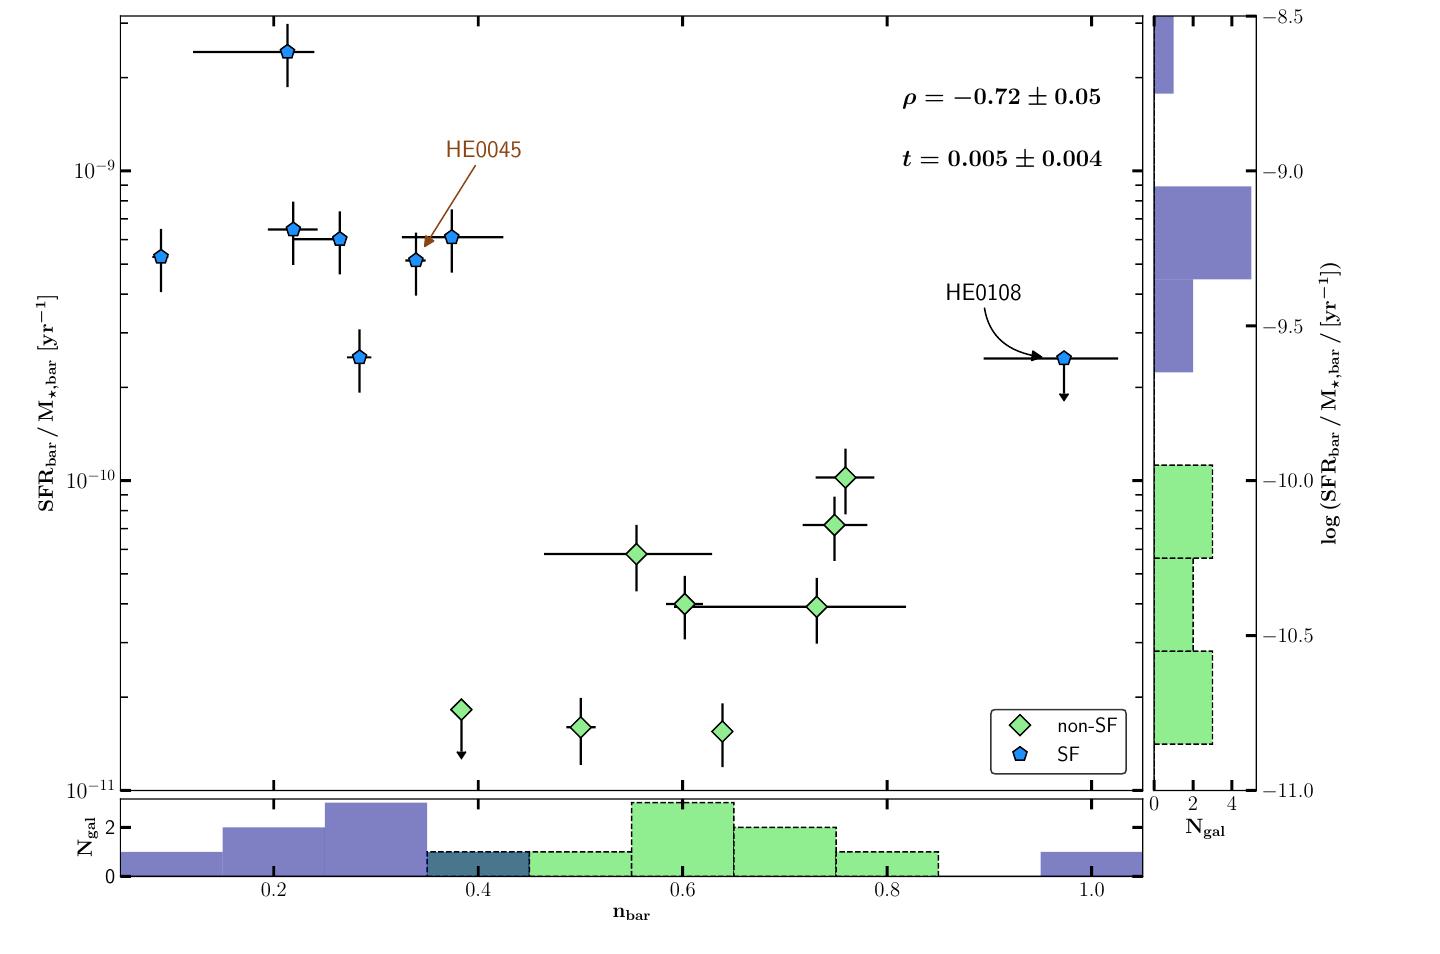 −8.5
ρ = −0.72 ± 0.05
HE0045
t = 0.005 ± 0.004
10⁻⁹
−9.0
HE0108
−9.5
SFR_bar / M_⋆,bar [yr⁻¹]
log (SFR_bar / M_⋆,bar / [yr⁻¹])
10⁻¹⁰
−10.0
−10.5
non-SF
SF
10⁻¹¹
−11.0
0 2 4
N_gal
N_gal
2
0
0.2 0.4 0.6 0.8 1.0
n_bar